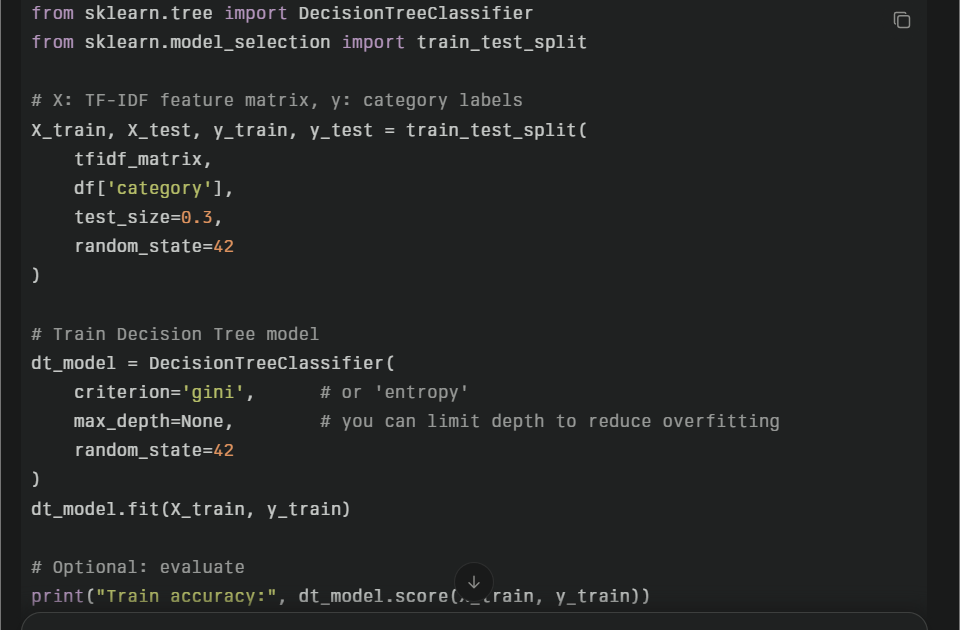 from sklearn.tree import DecisionTreeClassifier
from sklearn.model_selection import train_test_split
# X: TF-IDF feature matrix, y: category labels
X_train, X_test, y_train, y_test = train_test_split(
    tfidf_matrix,
    df['category'],
    test_size=0.3,
    random_state=42
)
# Train Decision Tree model
dt_model = DecisionTreeClassifier(
    criterion='gini',      # or 'entropy'
    max_depth=None,        # you can limit depth to reduce overfitting
    random_state=42
)
dt_model.fit(X_train, y_train)
# Optional: evaluate
print("Train accuracy:", dt_model.score(X_train, y_train))